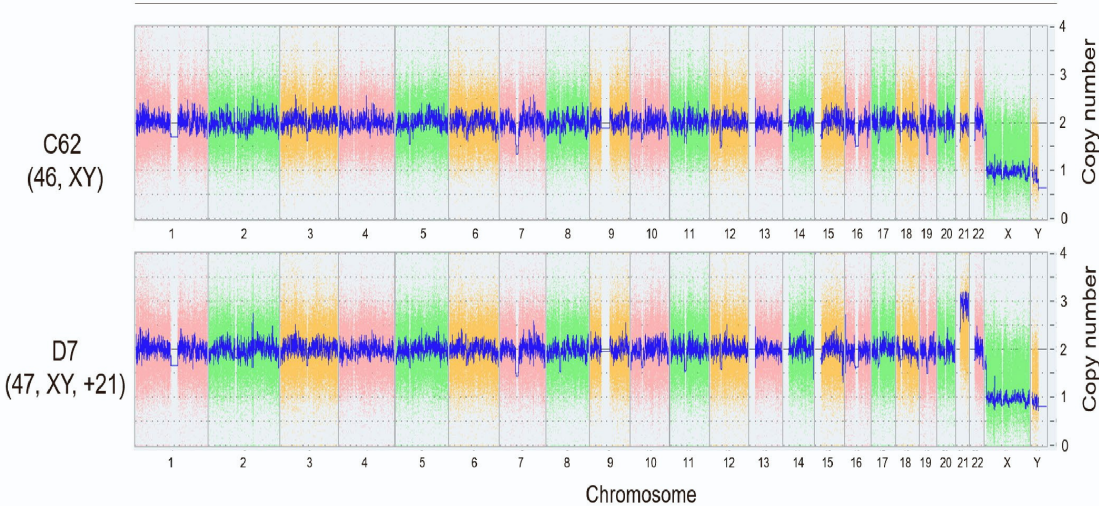 4
3
2
1
0
Copy number
C62
(46, XY)
1 2 3 4 5 6 7 8 9 10 11 12 13 14 15 16 17 18 19 20 21 22 X Y
4
3
2
1
0
Copy number
D7
(47, XY, +21)
1 2 3 4 5 6 7 8 9 10 11 12 13 14 15 16 17 18 19 20 21 22 X Y
Chromosome